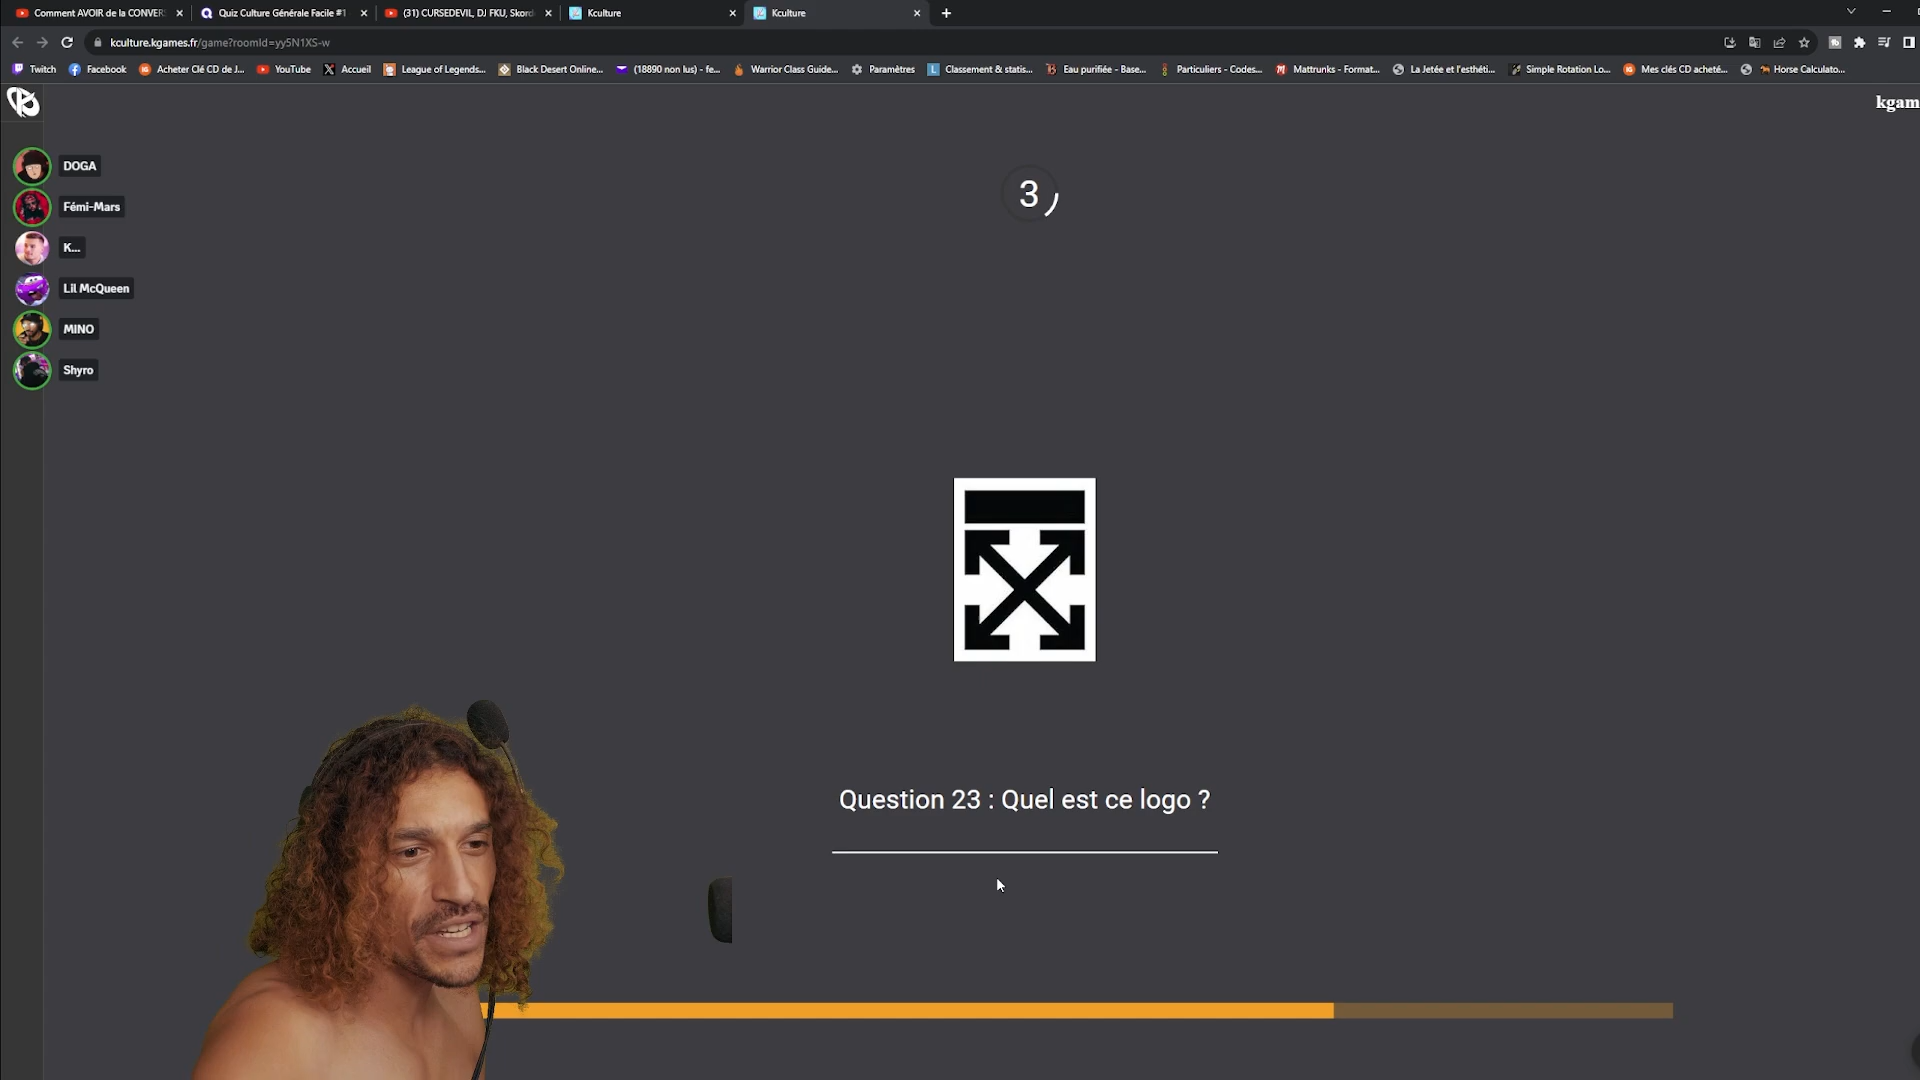 Comment AVOIR de la CONVER
Quiz Culture Générale Facile #1
(31) CURSEDEVIL, DJ FKU, Skord
Kculture
Kculture
kculture.kgames.fr/game?roomId=yy5N1XS-w
Twitch
Facebook
Acheter Clé CD de J...
YouTube
Accueil
League of Legends...
Black Desert Online...
(18890 non lus) - fe...
Warrior Class Guide...
Paramètres
Classement & statis...
Eau purifiée - Base...
Particuliers - Codes...
Mattrunks - Format...
La Jetée et l'esthéti...
Simple Rotation Lo...
Mes clés CD acheté...
Horse Calculato...
kgam
DOGA
Fémi-Mars
K...
Lil McQueen
MINO
Shyro
3
Question 23 : Quel est ce logo ?